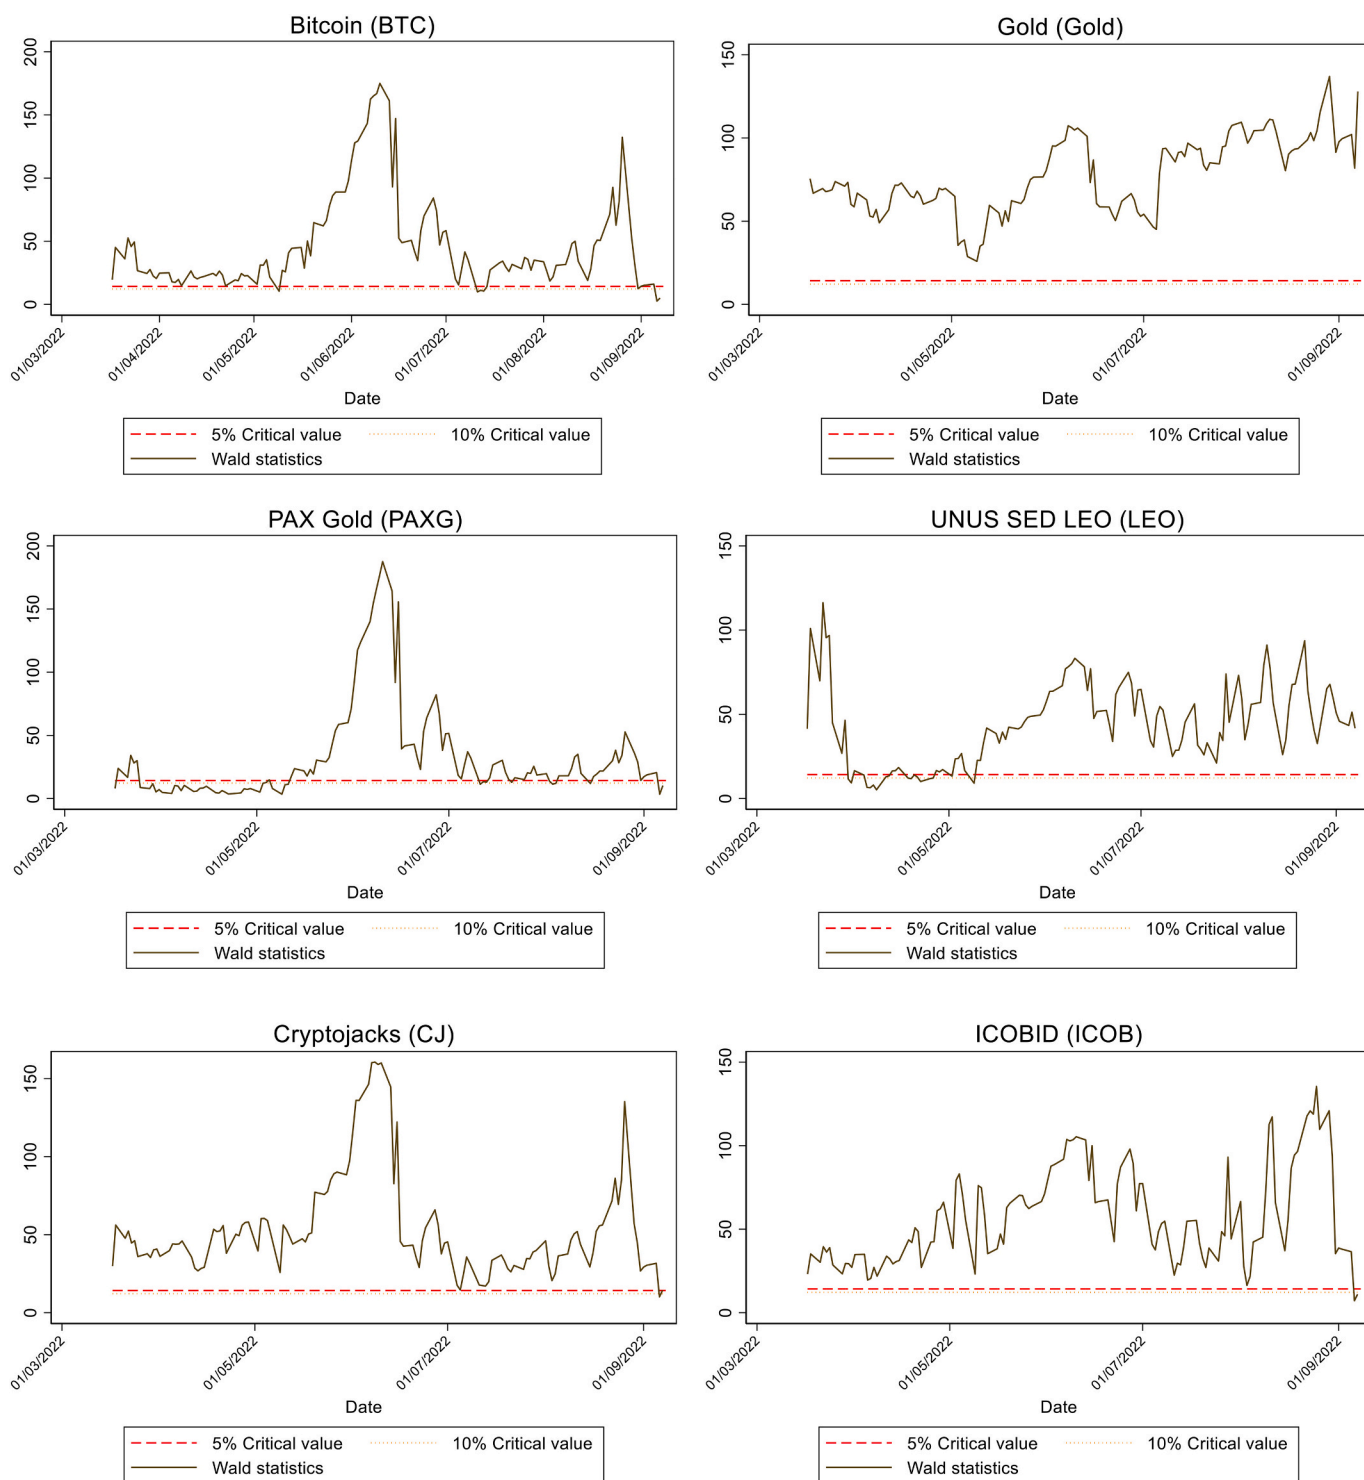 Bitcoin (BTC)
200
150
100
50
0
01/03/2022
01/04/2022
01/05/2022
01/06/2022
01/07/2022
01/08/2022
01/09/2022
Date
5% Critical value
10% Critical value
Wald statistics
Gold (Gold)
150
100
50
0
01/03/2022
01/05/2022
01/07/2022
01/09/2022
Date
5% Critical value
10% Critical value
Wald statistics
PAX Gold (PAXG)
200
150
100
50
0
01/03/2022
01/05/2022
01/07/2022
01/09/2022
Date
5% Critical value
10% Critical value
Wald statistics
UNUS SED LEO (LEO)
150
100
50
0
01/03/2022
01/05/2022
01/07/2022
01/09/2022
Date
5% Critical value
10% Critical value
Wald statistics
Cryptojacks (CJ)
150
100
50
0
01/03/2022
01/05/2022
01/07/2022
01/09/2022
Date
5% Critical value
10% Critical value
Wald statistics
ICOBID (ICOB)
150
100
50
0
01/03/2022
01/05/2022
01/07/2022
01/09/2022
Date
5% Critical value
10% Critical value
Wald statistics